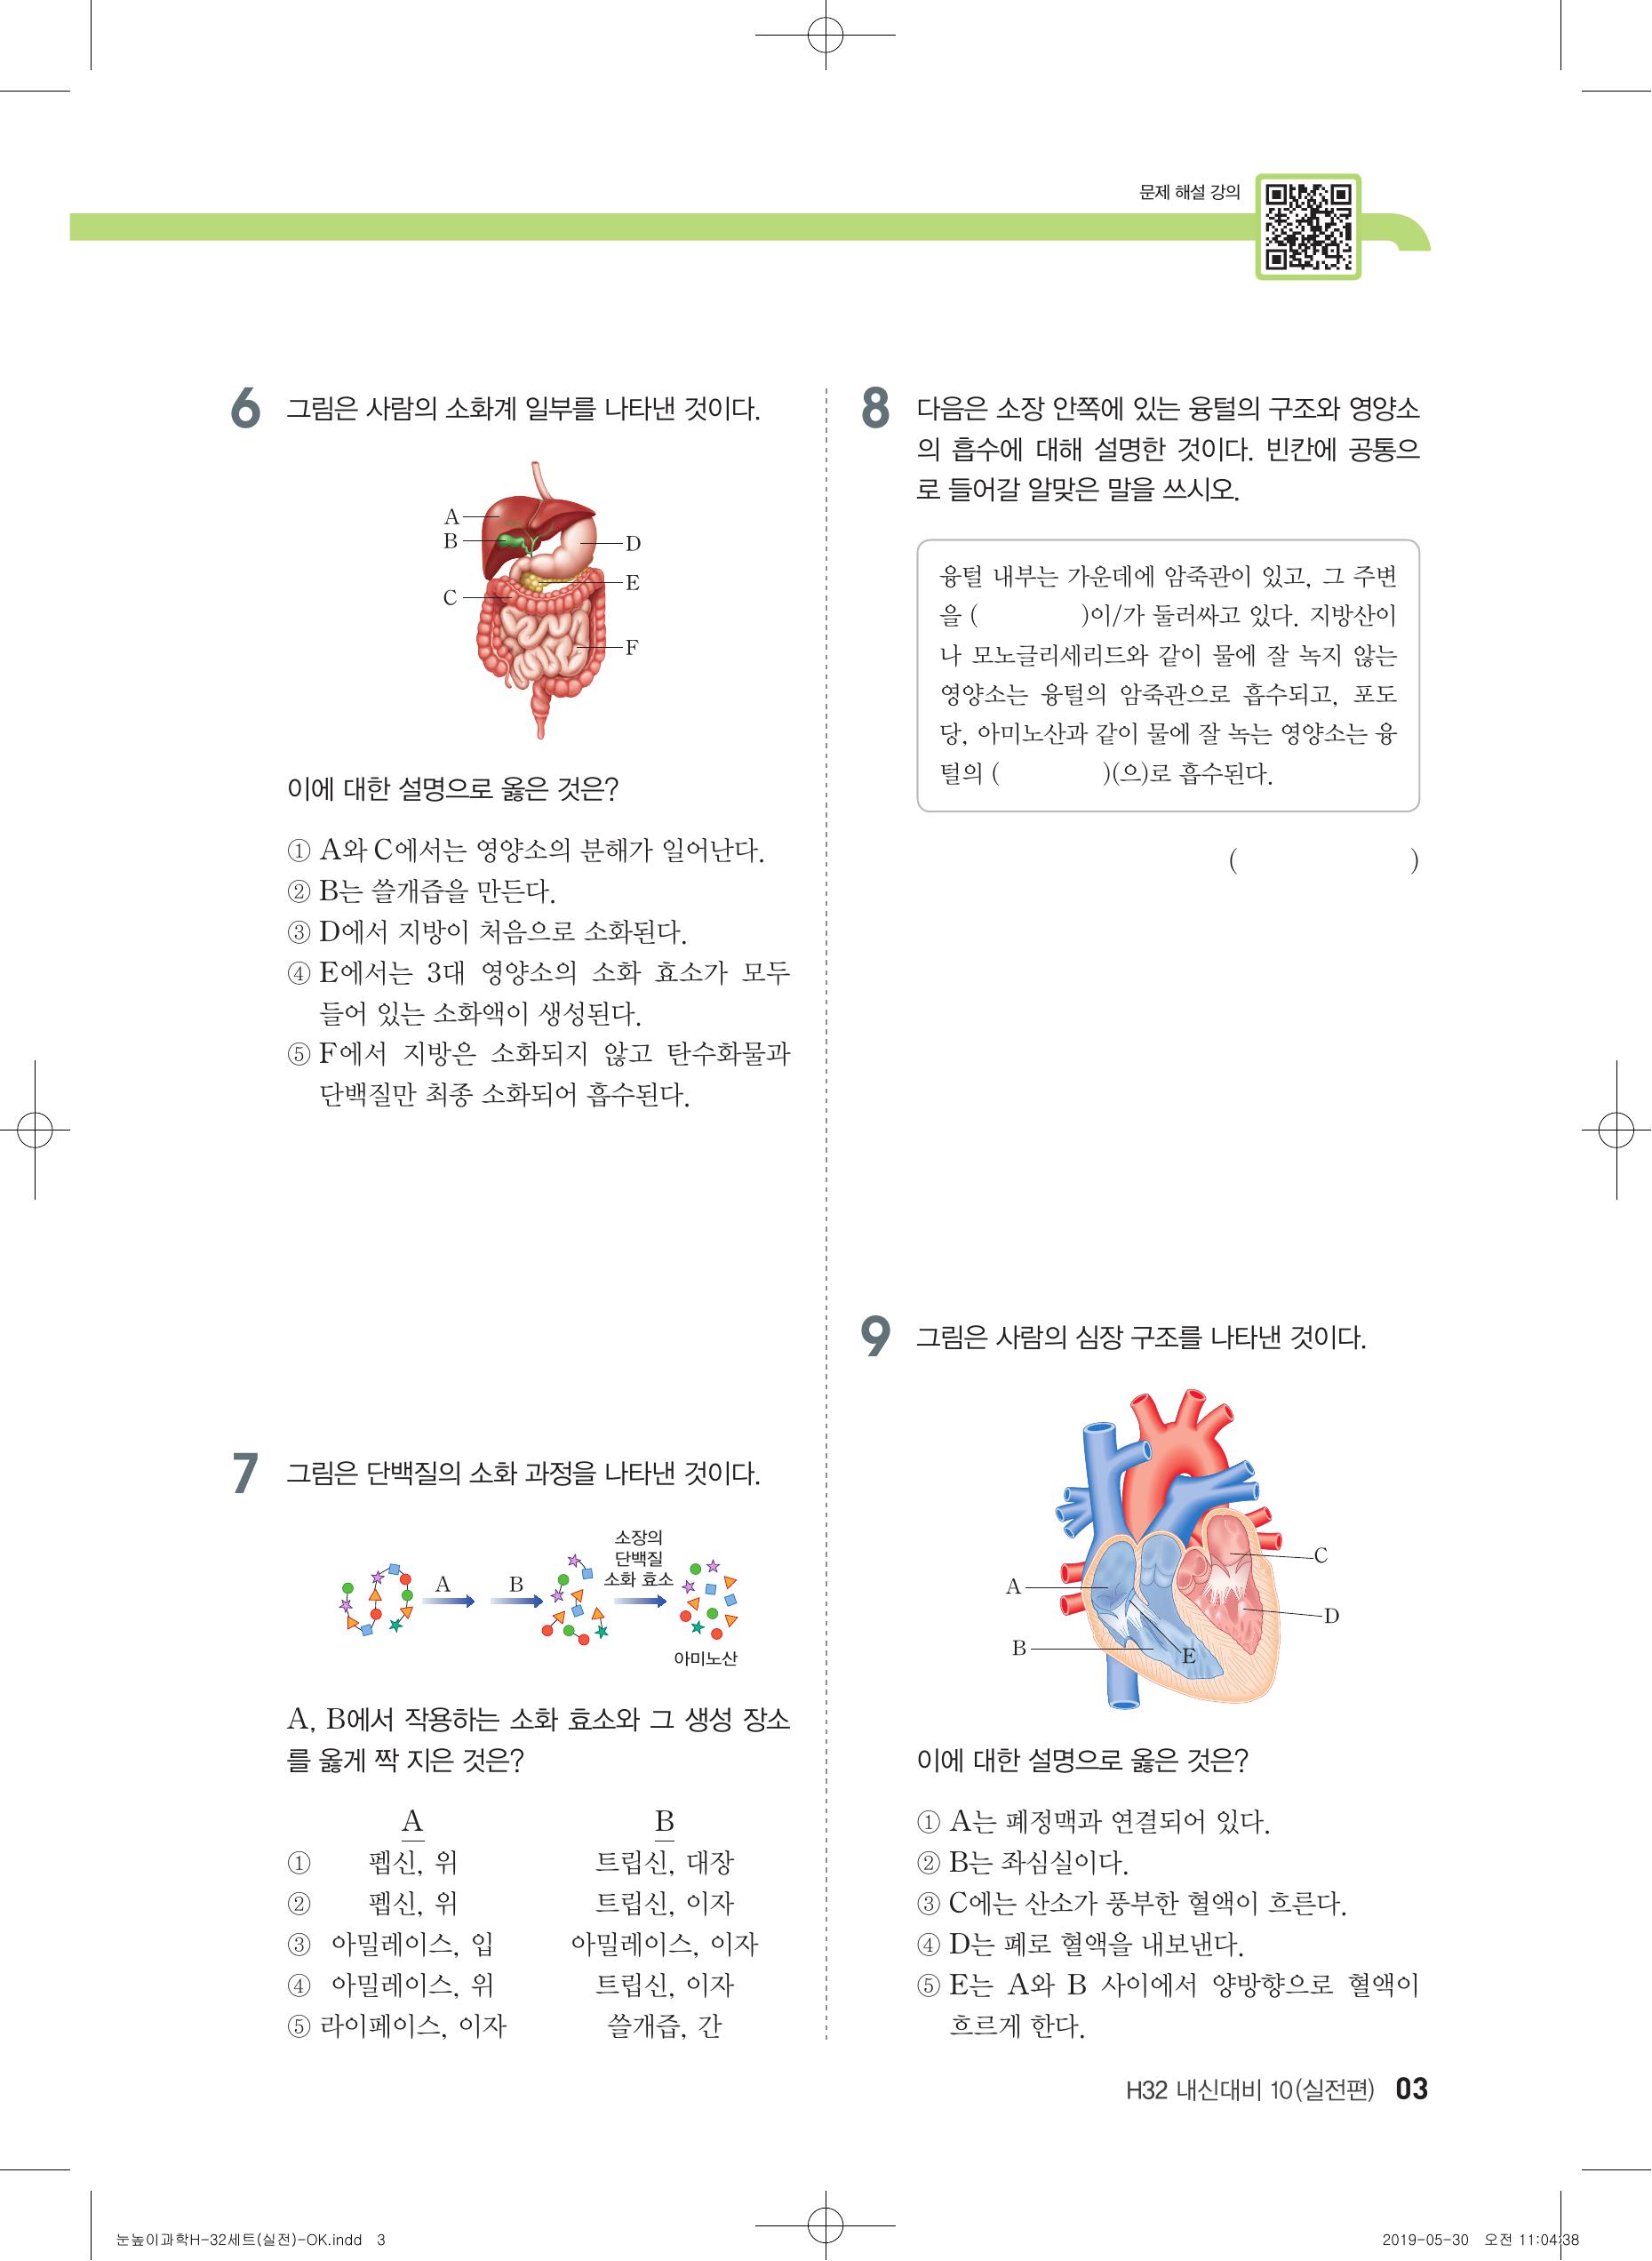 문제 해설 강의
6 그림은 사람의 소화계 일부를 나타낸 것이다.
A
B
C
D
E
F
이에 대한 설명으로 옳은 것은?
① A와 C에서는 영양소의 분해가 일어난다.
② B는 쓸개즙을 만든다.
③ D에서 지방이 처음으로 소화된다.
④ E에서는 3대 영양소의 소화 효소가 모두
들어 있는 소화액이 생성된다.
⑤ F에서 지방은 소화되지 않고 탄수화물과
단백질만 최종 소화되어 흡수된다.
7 그림은 단백질의 소화 과정을 나타낸 것이다.
A
B
소장의
단백질
소화 효소
아미노산
A, B에서 작용하는 소화 효소와 그 생성 장소
를 옳게 짝 지은 것은?
A B
① 펩신, 위 트립신, 대장
② 펩신, 위 트립신, 이자
③ 아밀레이스, 입 아밀레이스, 이자
④ 아밀레이스, 위 트립신, 이자
⑤ 라이페이스, 이자 쓸개즙, 간
8 다음은 소장 안쪽에 있는 융털의 구조와 영양소
의 흡수에 대해 설명한 것이다. 빈칸에 공통으
로 들어갈 알맞은 말을 쓰시오.
융털 내부는 가운데에 암죽관이 있고, 그 주변
을 ( )이/가 둘러싸고 있다. 지방산이
나 모노글리세리드와 같이 물에 잘 녹지 않는
영양소는 융털의 암죽관으로 흡수되고, 포도
당, 아미노산과 같이 물에 잘 녹는 영양소는 융
털의 ( )(으)로 흡수된다.
( )
9 그림은 사람의 심장 구조를 나타낸 것이다.
A
B
C
D
E
이에 대한 설명으로 옳은 것은?
① A는 폐정맥과 연결되어 있다.
② B는 좌심실이다.
③ C에는 산소가 풍부한 혈액이 흐른다.
④ D는 폐로 혈액을 내보낸다.
⑤ E는 A와 B 사이에서 양방향으로 혈액이
흐르게 한다.
H32 내신대비 10(실전편) 03
눈높이과학H-32세트(실전)-OK.indd 3
2019-05-30 오전 11:04:38